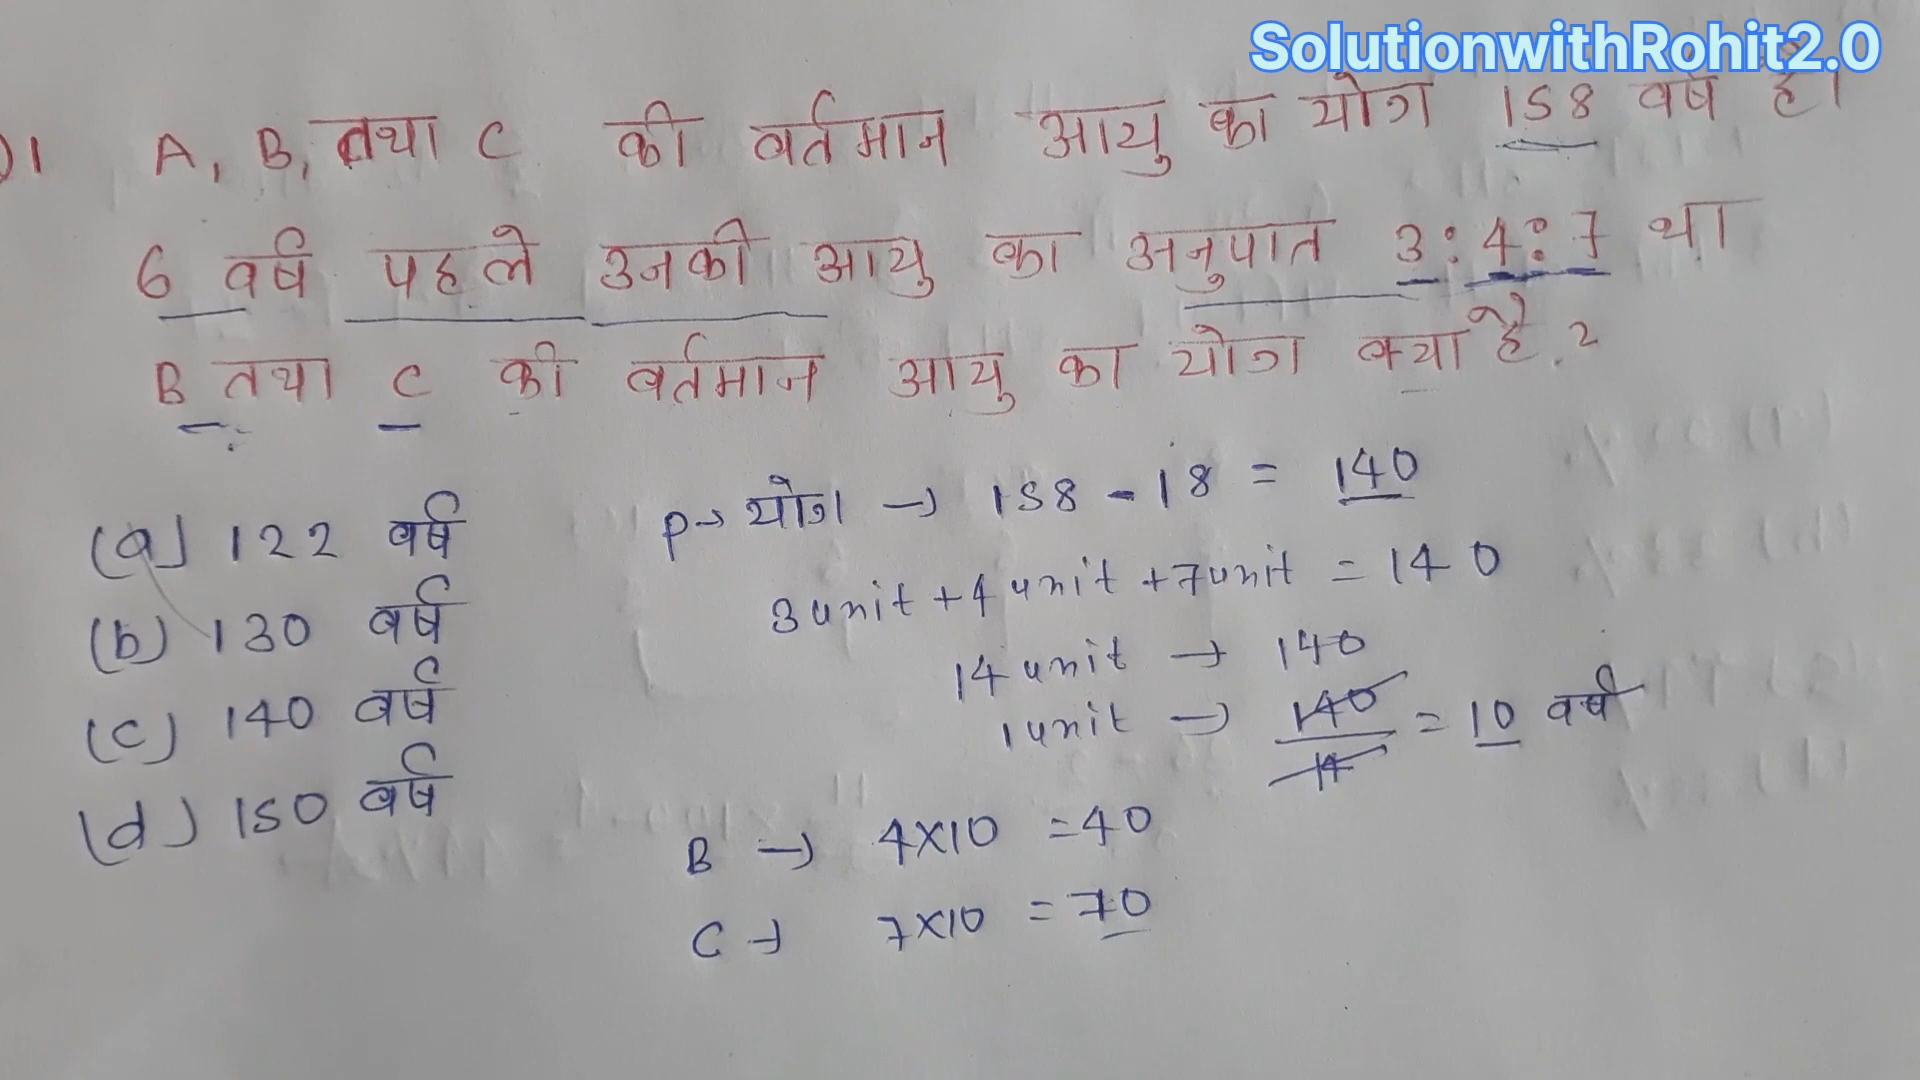 SolutionwithRohit2.0
Q1 A, B, तथा C की वर्तमान आयु का योग 158 वर्ष है।
6 वर्ष पहले उनकी आयु का अनुपात 3:4:7 था
B तथा C की वर्तमान आयु का योग क्या है.?
(a) 122 वर्ष
(b) 130 वर्ष
(c) 140 वर्ष
(d) 150 वर्ष
P→ योग → 158 - 18 = 140
3unit + 4unit + 7unit = 140
14unit → 140
1unit → 140/14 = 10 वर्ष
B → 4×10 = 40
C → 7×10 = 70